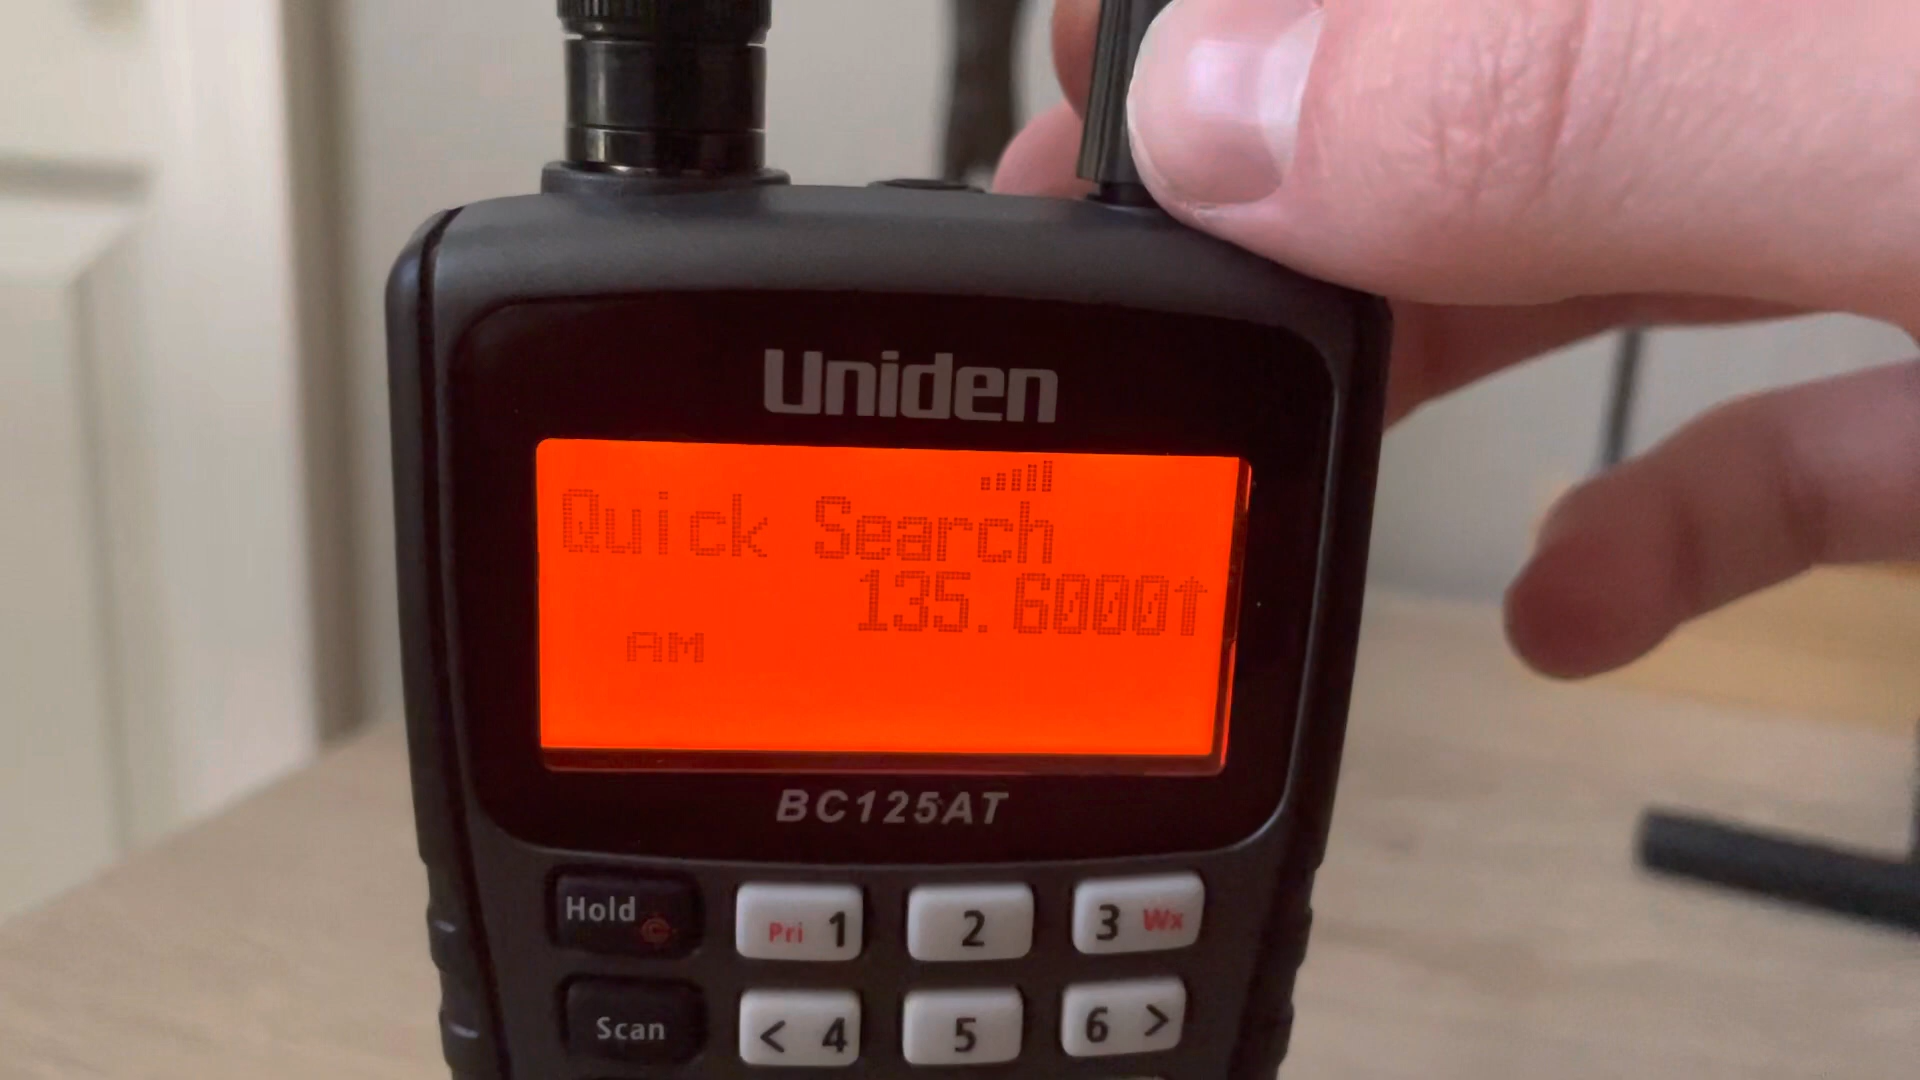 Uniden
Quick Search
135.6000↑
AM
BC125AT
Hold
Pri 1
2
3 Wx
Scan
< 4
5
6 >